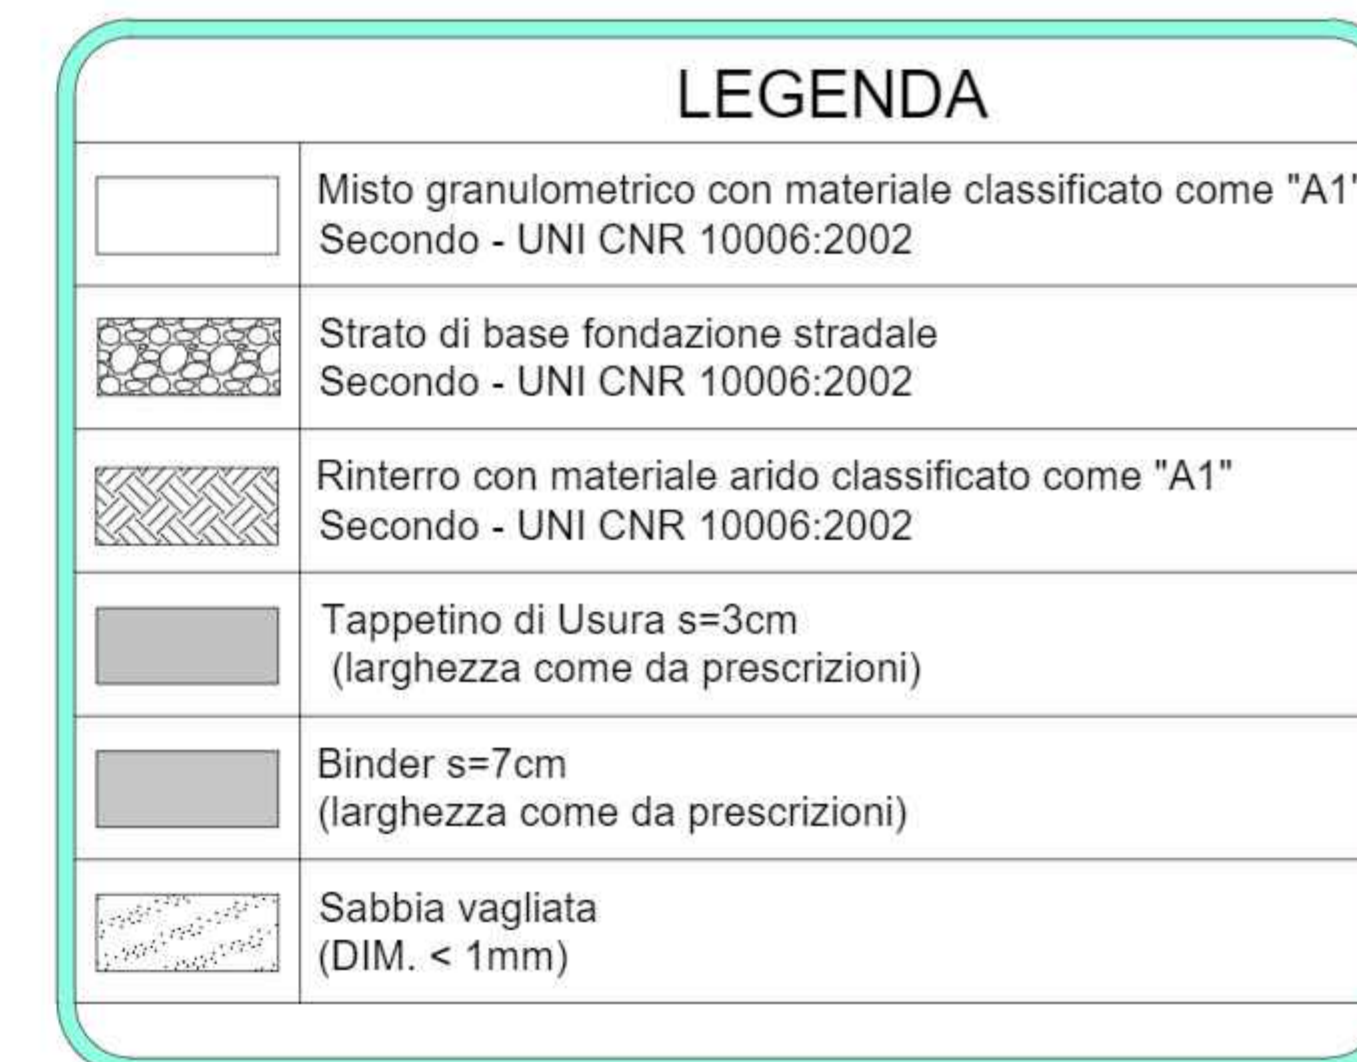 LEGENDA
Misto granulometrico con materiale classificato come "A1"
Secondo - UNI CNR 10006:2002
Strato di base fondazione stradale
Secondo - UNI CNR 10006:2002
Rinterro con materiale arido classificato come "A1"
Secondo - UNI CNR 10006:2002
Tappetino di Usura s=3cm
(larghezza come da prescrizioni)
Binder s=7cm
(larghezza come da prescrizioni)
Sabbia vagliata
(DIM. < 1mm)